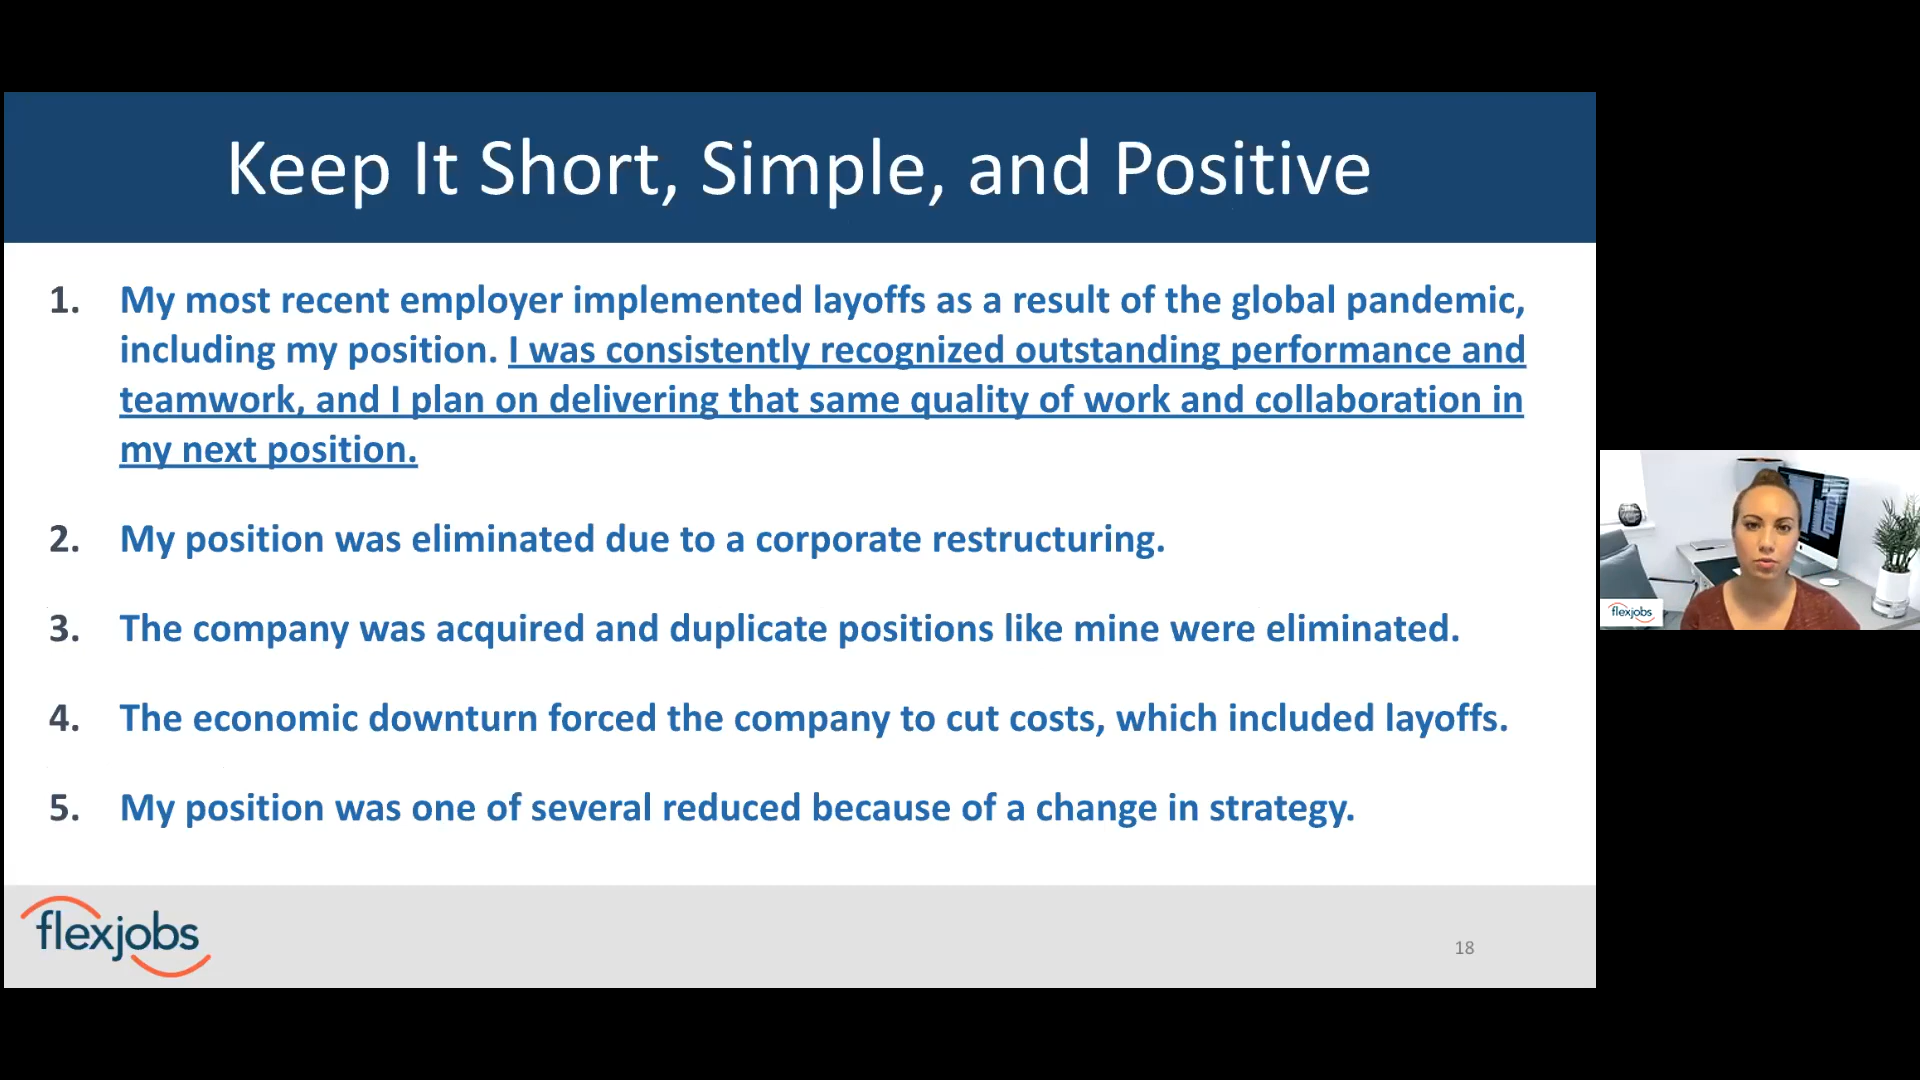 Keep It Short, Simple, and Positive
1. My most recent employer implemented layoffs as a result of the global pandemic,
including my position. I was consistently recognized outstanding performance and
teamwork, and I plan on delivering that same quality of work and collaboration in
my next position.
2. My position was eliminated due to a corporate restructuring.
3. The company was acquired and duplicate positions like mine were eliminated.
4. The economic downturn forced the company to cut costs, which included layoffs.
5. My position was one of several reduced because of a change in strategy.
flexjobs
18
flexjobs